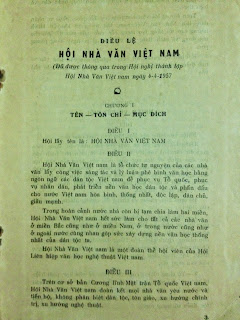 ĐIỀU LỆ
HỘI NHÀ VĂN VIỆT NAM
(Đã được thông qua trong Hội nghị thành lập
Hội Nhà Văn Việt Nam ngày 4-4-1957
CHƯƠNG I
TÊN — TÔN CHỈ — MỤC ĐÍCH
ĐIỀU I
Hội lấy tên là : HỘI NHÀ VĂN VIỆT NAM
ĐIỀU II
Hội Nhà Văn Việt Nam là tổ chức tự nguyện của các nhà
văn lấy công việc sáng tác và lý luận phê bình văn học bằng
ngôn ngữ các dân tộc Việt Nam để phục vụ Tổ quốc, phục
vụ nhân dân, phát triển nền văn học dân tộc và phấn đấu
cho nước Việt Nam hòa bình, thống nhất, độc lập, dân chủ,
giàu mạnh.
Trong hoàn cảnh nước nhà còn bị tạm chia làm hai miền,
Hội Nhà Văn Việt Nam hết sức làm cho tất cả các nhà văn
ở miền Bắc cũng như ở miền Nam, ở trong nước cũng như
ở ngoài nước cùng nhau góp sức xây dựng nền văn học thống
nhất của dân tộc ta.
Hội Nhà Văn Việt Nam là một đoàn thể hội viên của Hội
Liên hiệp văn học nghệ thuật Việt Nam.
ĐIỀU III
Trên cơ sở bản Cương lĩnh Mặt trận Tổ quốc Việt Nam,
Hội Nhà Văn Việt Nam đoàn kết mọi nhà văn yêu nước và
tiến bộ, không phân biệt dân tộc, tôn giáo, xu hướng chính
trị, xu hướng nghệ thuật.
3